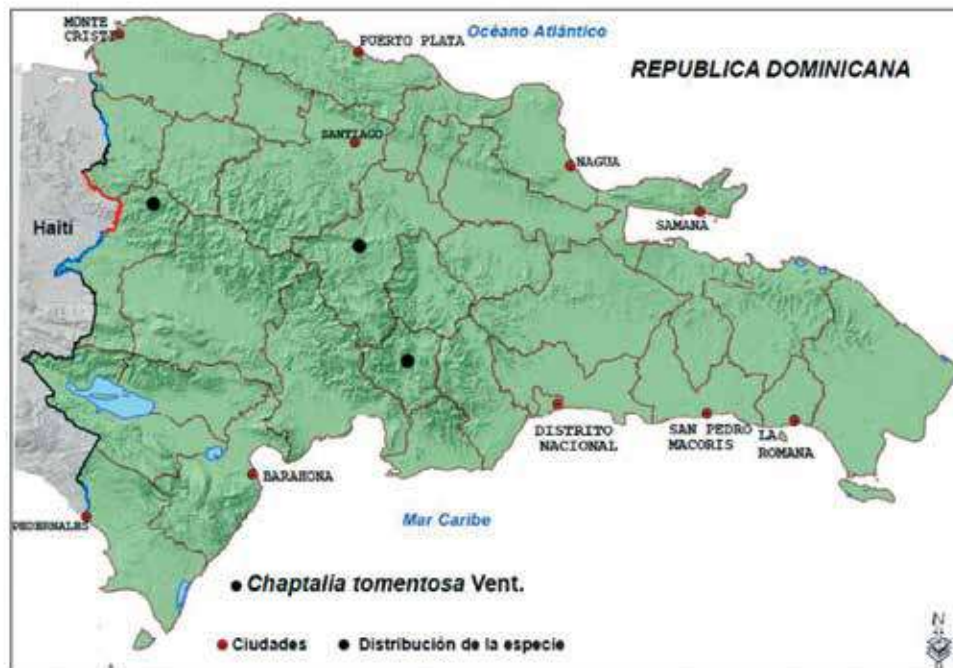 MONTE -
CRISTI
PUERTO PLATA
Océano Atlántico
REPUBLICA DOMINICANA
SANTIAGO
NAGUA
SAMANA
Haití
DISTRITO
NACIONAL
SAN PEDRO
MACORIS
LA
ROMANA
BARAHONA
PEDERNALES
Mar Caribe
Chaptalia tomentosa Vent.
Ciudades
Distribución de la especie
N